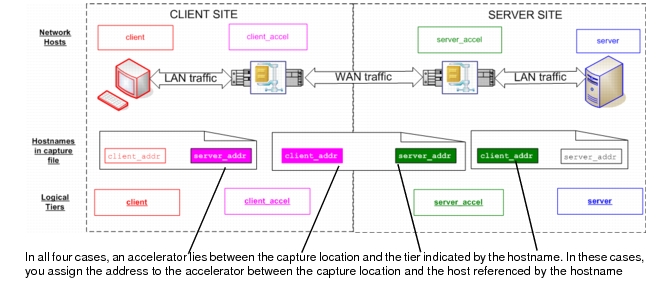 CLIENT SITE
SERVER SITE
Network
Hosts
client
client_accel
server_accel
server
LAN traffic
WAN traffic
LAN traffic
Hostnames
in capture
file
client_addr
server_addr
client_addr
server_addr
client_addr
server_addr
Logical
Tiers
client
client_accel
server_accel
server
In all four cases, an accelerator lies between the capture location and the tier indicated by the hostname. In these cases,
you assign the address to the accelerator between the capture location and the host referenced by the hostname